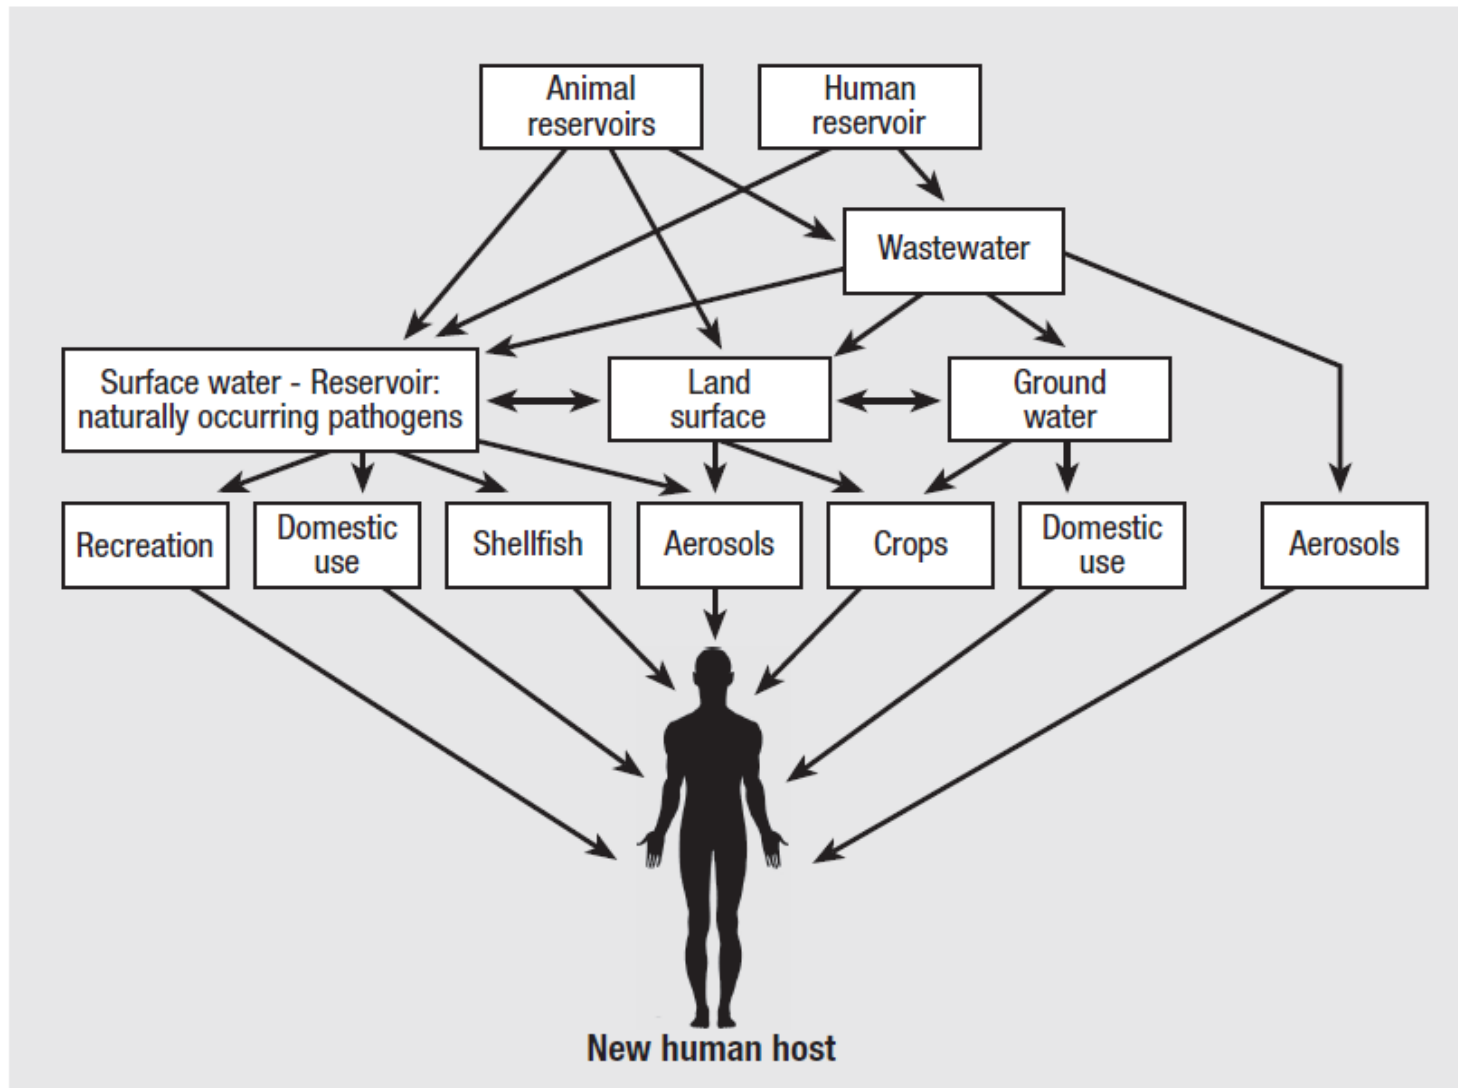 Animal
reservoirs
Human
reservoir
Wastewater
Surface water - Reservoir:
naturally occurring pathogens
Land
surface
Ground
water
Recreation
Domestic
use
Shellfish
Aerosols
Crops
Domestic
use
Aerosols
New human host